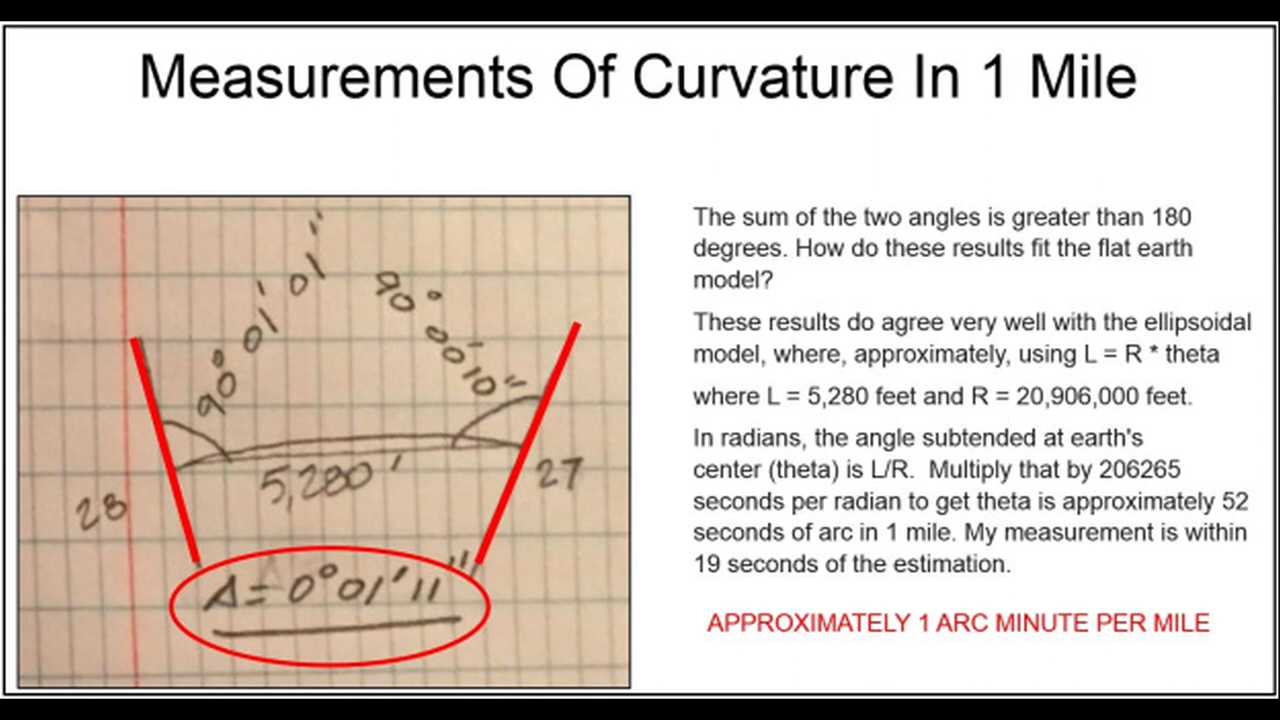 Measurements Of Curvature In 1 Mile
90° 01' 01"
90° 00' 10"
5,280'
28
27
Δ= 0°01'11"
The sum of the two angles is greater than 180
degrees. How do these results fit the flat earth
model?
These results do agree very well with the ellipsoidal
model, where, approximately, using L = R * theta
where L = 5,280 feet and R = 20,906,000 feet.
In radians, the angle subtended at earth's
center (theta) is L/R.  Multiply that by 206265
seconds per radian to get theta is approximately 52
seconds of arc in 1 mile. My measurement is within
19 seconds of the estimation.
APPROXIMATELY 1 ARC MINUTE PER MILE